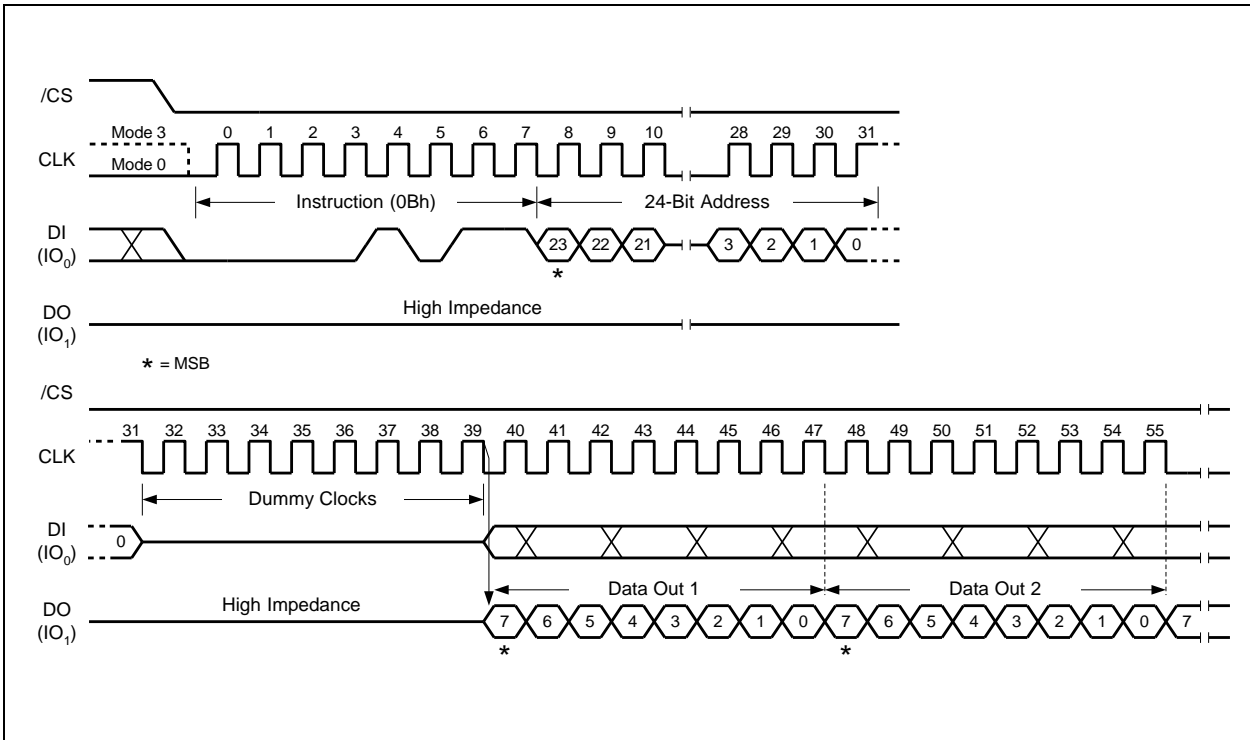 /CS
Mode 3 0 1 2 3 4 5 6 7 8 9 10 28 29 30 31
CLK
Mode 0
Instruction (0Bh) 24-Bit Address
DI
(IO0) 23 22 21 3 2 1 0
*
High Impedance
DO
(IO1)
* = MSB
/CS
31 32 33 34 35 36 37 38 39 40 41 42 43 44 45 46 47 48 49 50 51 52 53 54 55
CLK
Dummy Clocks
DI
(IO0) 0
Data Out 1 Data Out 2
High Impedance
DO
(IO1) 7 6 5 4 3 2 1 0 7 6 5 4 3 2 1 0 7
* *